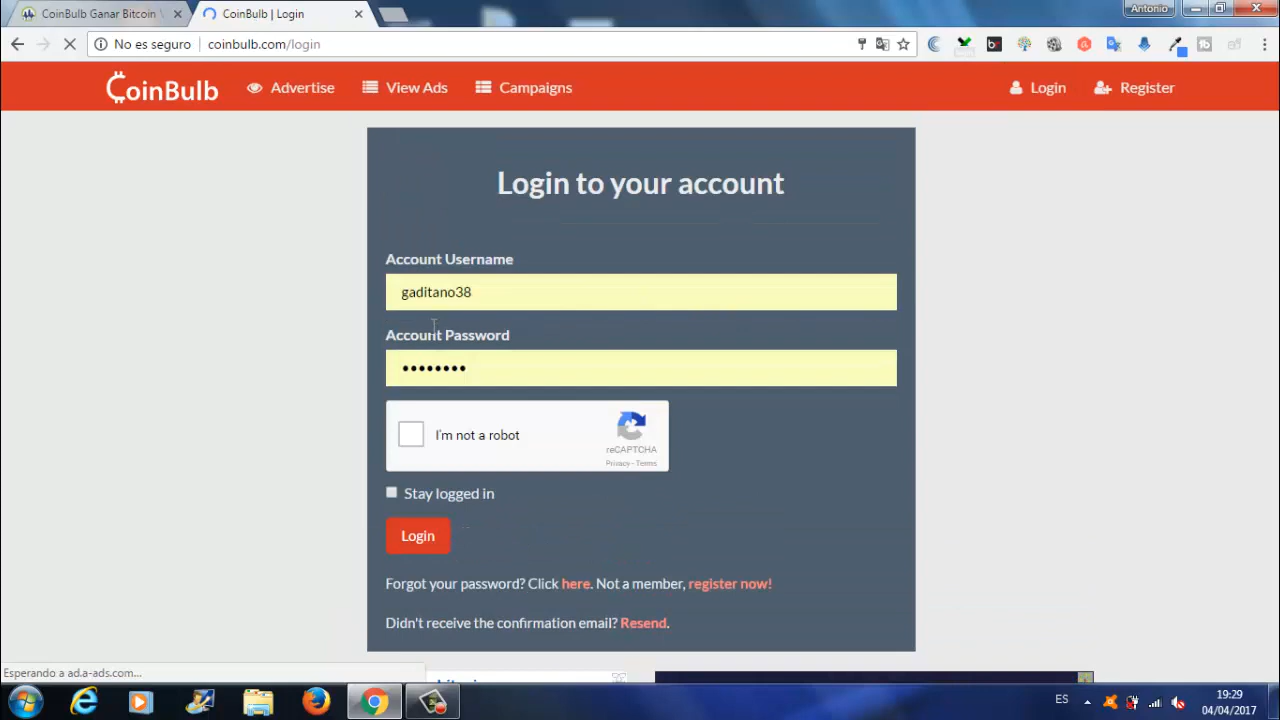 CoinBulb Ganar Bitcoin
CoinBulb | Login
Antonio
No es seguro
coinbulb.com/login
CoinBulb
Advertise
View Ads
Campaigns
Login
Register
Login to your account
Account Username
gaditano38
Account Password
••••••••
I'm not a robot
reCAPTCHA
Privacy - Terms
Stay logged in
Login
Forgot your password? Click here. Not a member, register now!
Didn't receive the confirmation email? Resend.
Esperando a ad.a-ads.com...
ES
19:29
04/04/2017